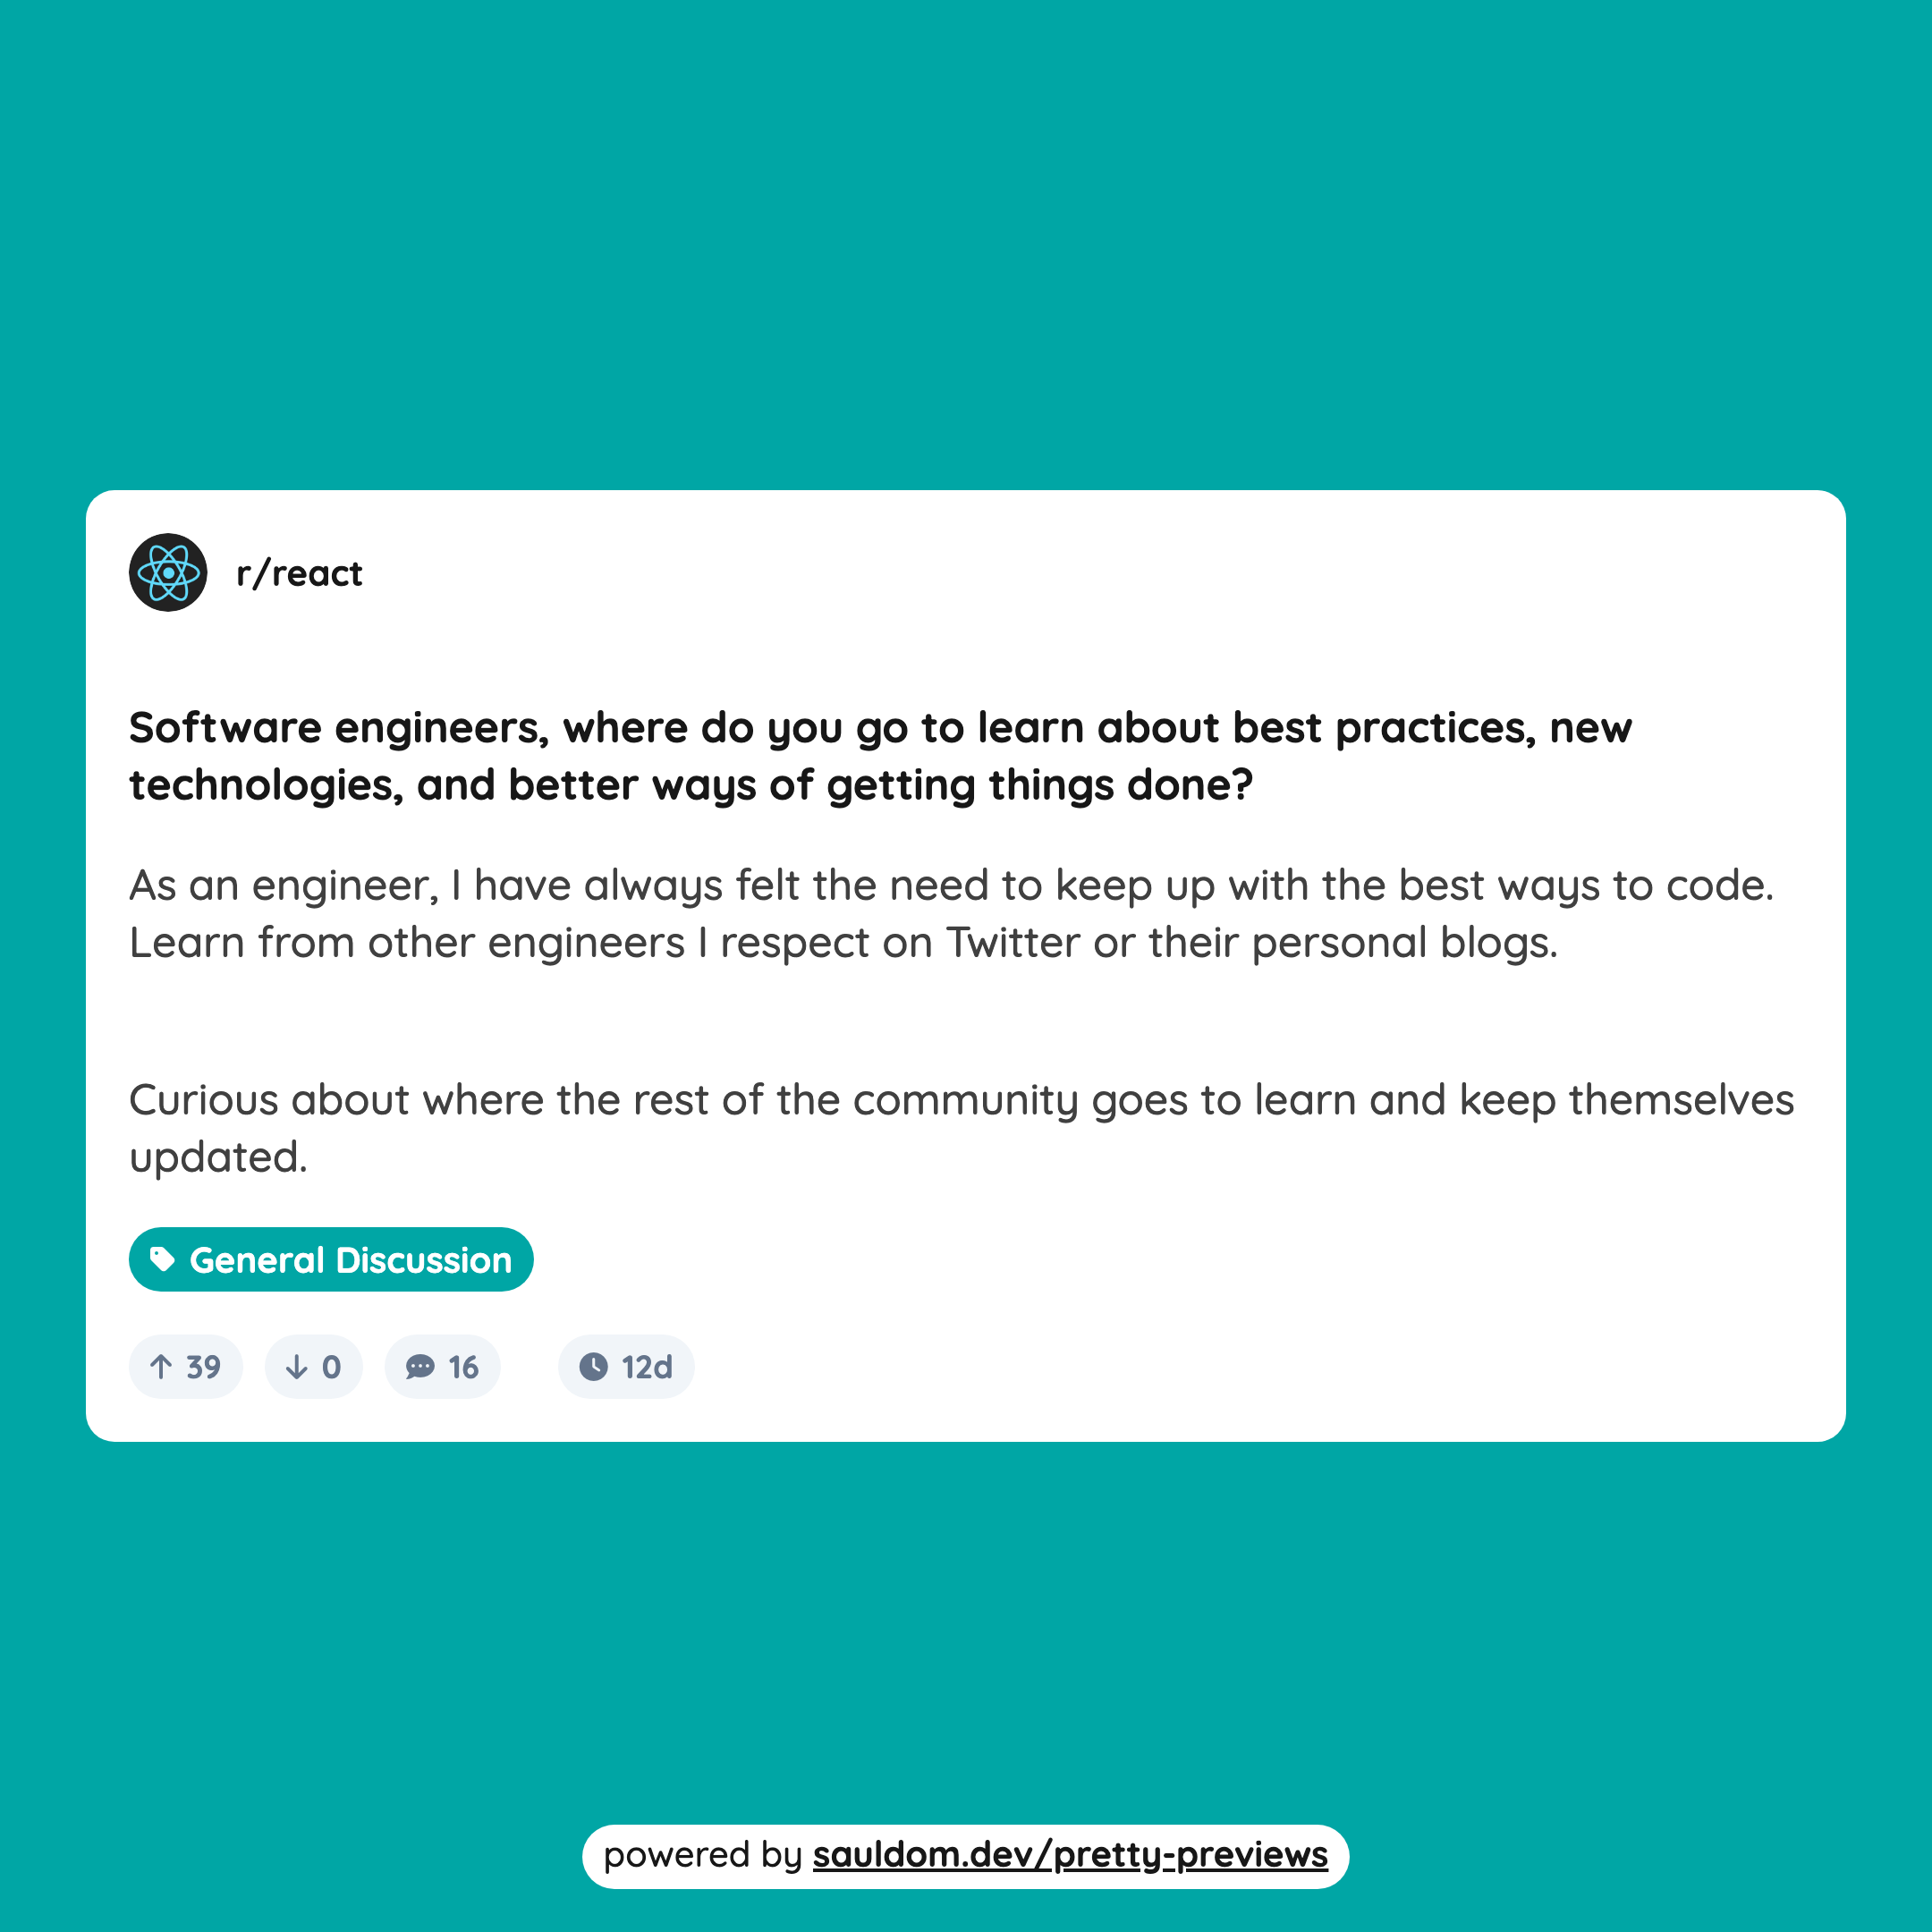 r/react
Software engineers, where do you go to learn about best practices, new
technologies, and better ways of getting things done?
As an engineer, I have always felt the need to keep up with the best ways to code.
Learn from other engineers I respect on Twitter or their personal blogs.
Curious about where the rest of the community goes to learn and keep themselves
updated.
General Discussion
39 0 16 12d
powered by sauldom.dev/pretty-previews